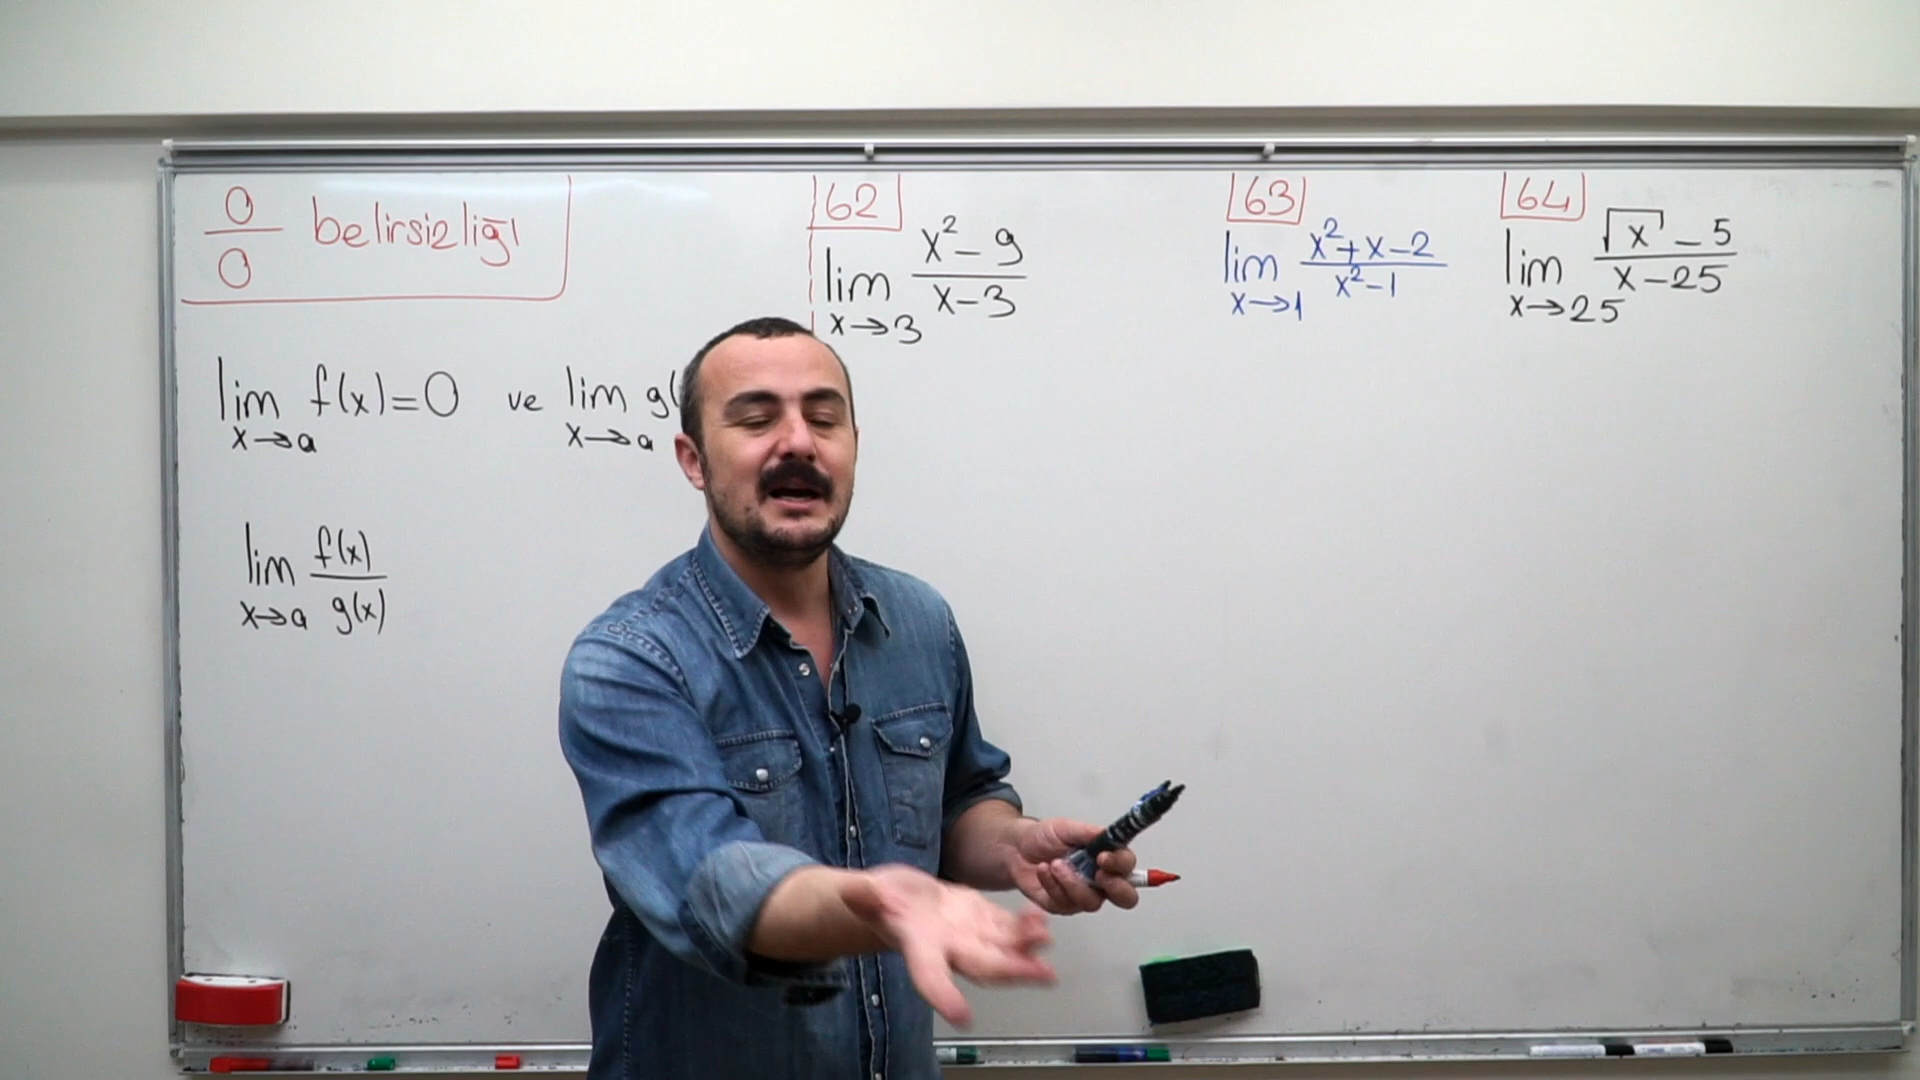 0/0 belirsizliği
lim x→a f(x)=0 ve lim x→a g(
lim x→a f(x)/g(x)
62
lim x→3 (x²-9)/(x-3)
63
lim x→1 (x²+x-2)/(x²-1)
64
lim x→25 (√x-5)/(x-25)